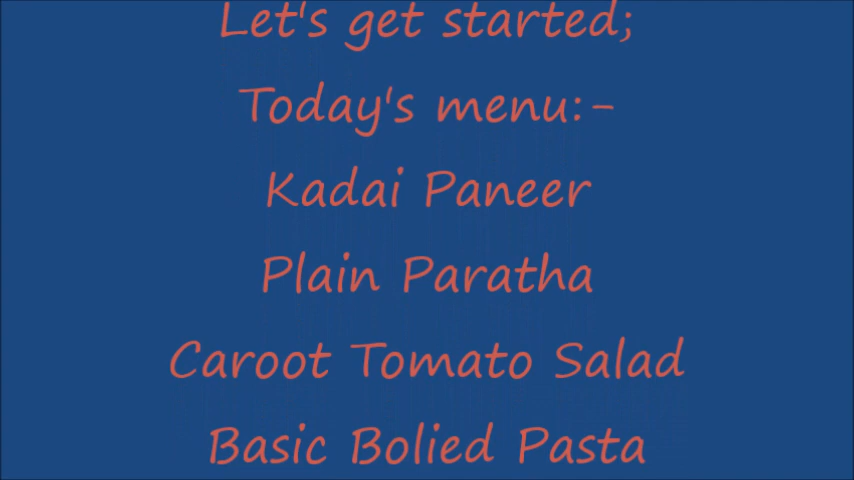 Let's get started;
Today's menu:-
Kadai Paneer
Plain Paratha
Caroot Tomato Salad
Basic Bolied Pasta